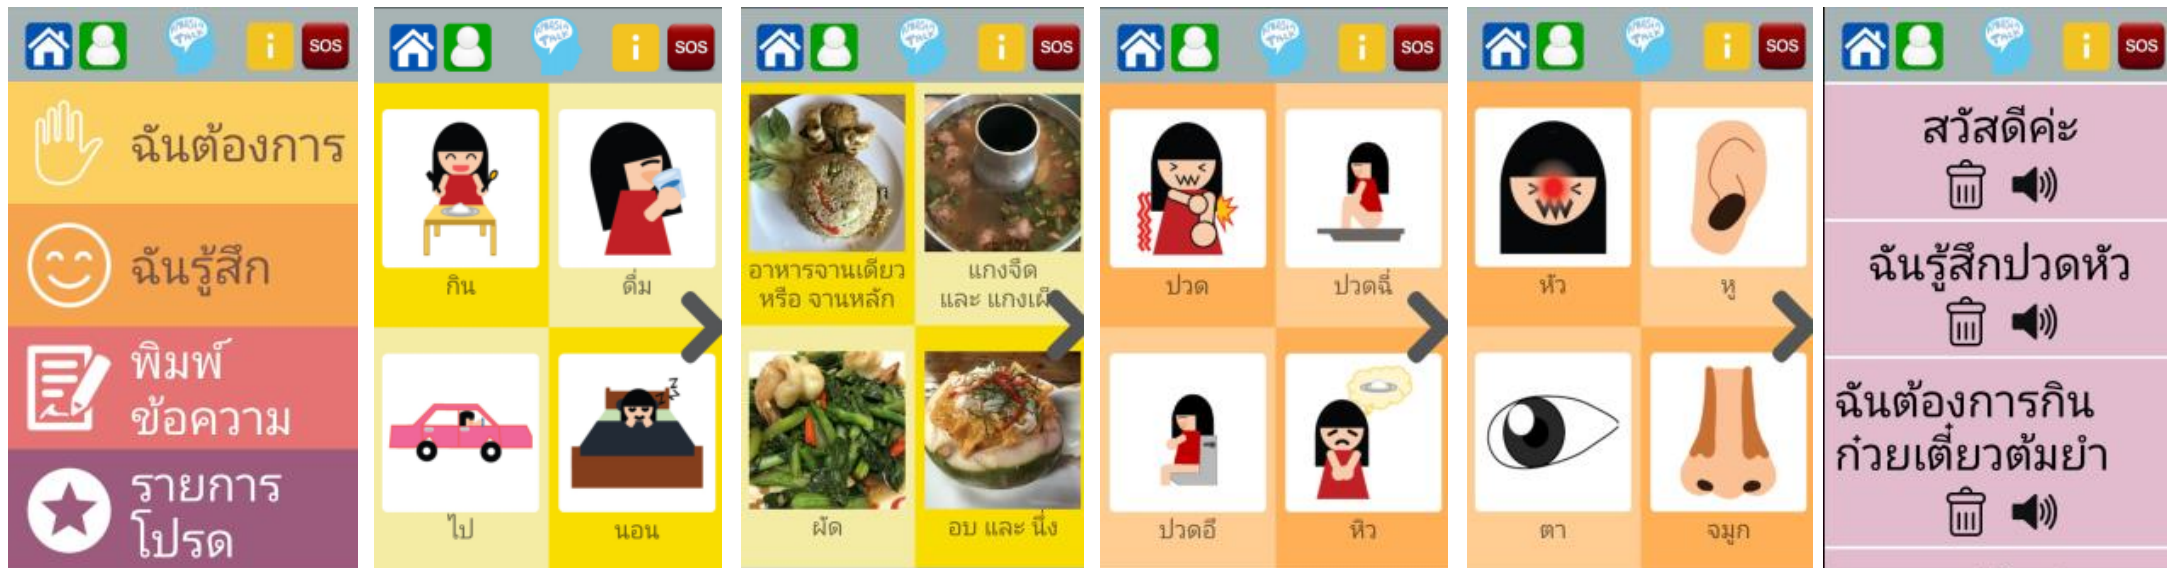 SOS
ฉันต้องการ
ฉันรู้สึก
พิมพ์
ข้อความ
รายการ
โปรด
SOS
กิน
ดื่ม
ไป
นอน
SOS
อาหารจานเดียว
หรือ จานหลัก
แกงจืด
และ
ผัด
อบ และ นึ่ง
SOS
ปวด
ปวดฉี่
ปวดอึ
หิว
SOS
หัว
หู
ตา
จมูก
SOS
สวัสดีค่ะ
ฉันรู้สึกปวดหัว
ฉันต้องการกิน
ก๋วยเตี๋ยวต้มยำ